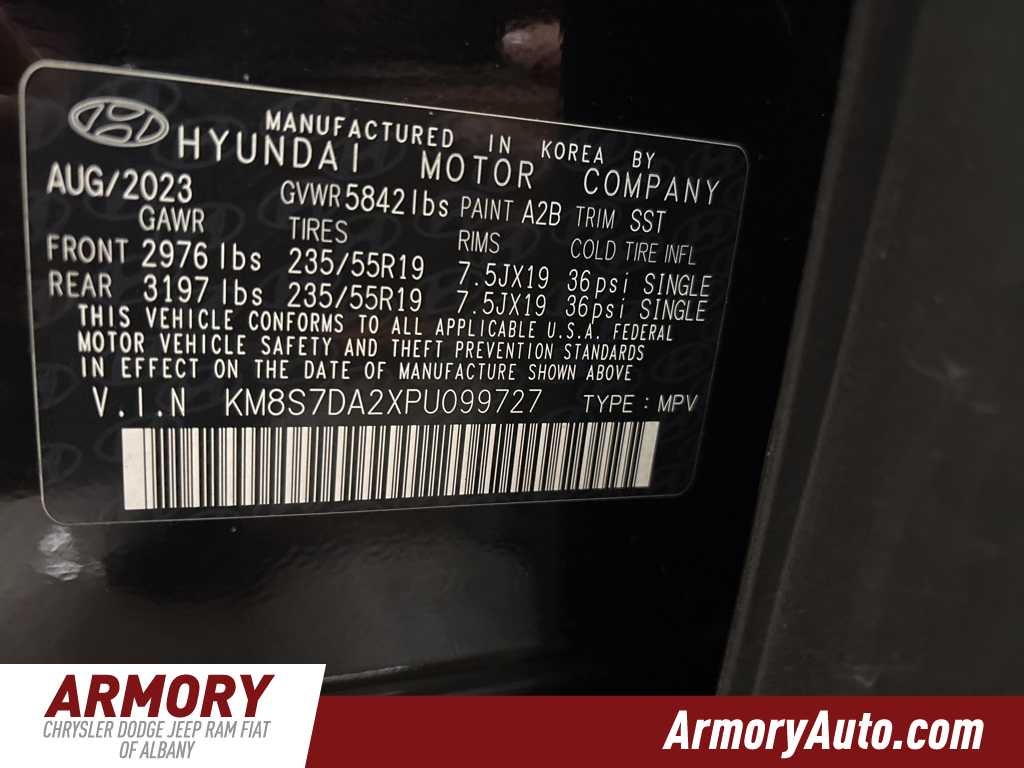 MANUFACTURED IN KOREA BY
HYUNDAI MOTOR COMPANY
AUG/2023 GVWR 5842 lbs PAINT A2B TRIM SST
GAWR TIRES RIMS COLD TIRE INFL
FRONT 2976 lbs 235/55R19 7.5JX19 36psi SINGLE
REAR 3197 lbs 235/55R19 7.5JX19 36psi SINGLE
THIS VEHICLE CONFORMS TO ALL APPLICABLE U.S.A. FEDERAL
MOTOR VEHICLE SAFETY AND THEFT PREVENTION STANDARDS
IN EFFECT ON THE DATE OF MANUFACTURE SHOWN ABOVE
V.I.N KM8S7DA2XPU099727 TYPE : MPV
ARMORY
CHRYSLER DODGE JEEP RAM FIAT
OF ALBANY
ArmoryAuto.com